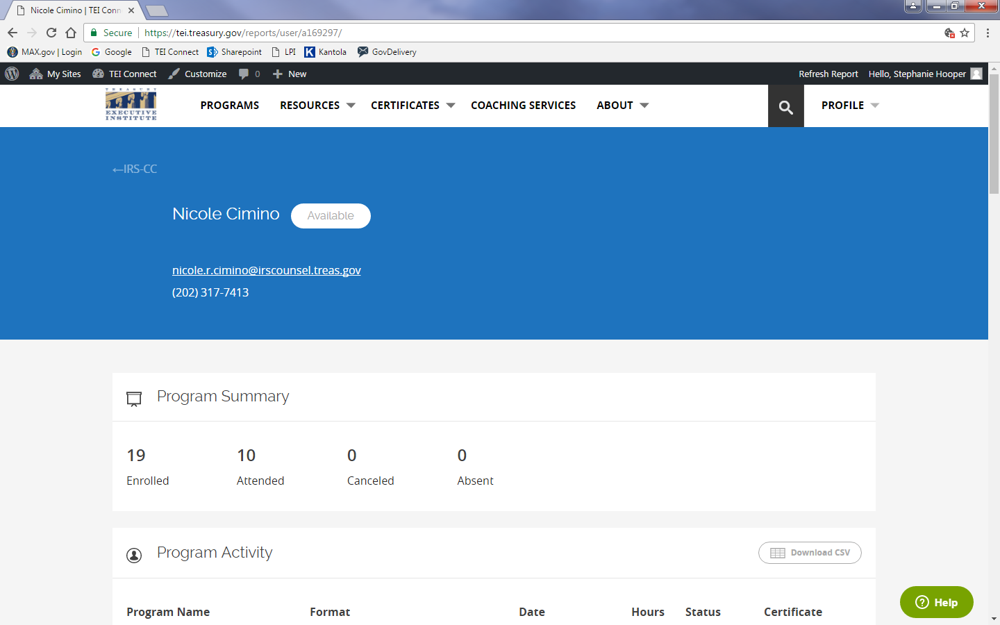 Nicole Cimino | TEI Conn
Secure https://tei.treasury.gov/reports/user/a169297/
MAX.gov | Login Google TEI Connect Sharepoint LPI Kantola GovDelivery
My Sites TEI Connect Customize 0 New Refresh Report Hello, Stephanie Hooper
TREASURY
TEI
EXECUTIVE
INSTITUTE
PROGRAMS RESOURCES CERTIFICATES COACHING SERVICES ABOUT PROFILE
←IRS-CC
Nicole Cimino Available
nicole.r.cimino@irscounsel.treas.gov
(202) 317-7413
Program Summary
19 10 0 0
Enrolled Attended Canceled Absent
Program Activity Download CSV
Program Name Format Date Hours Status Certificate
Help